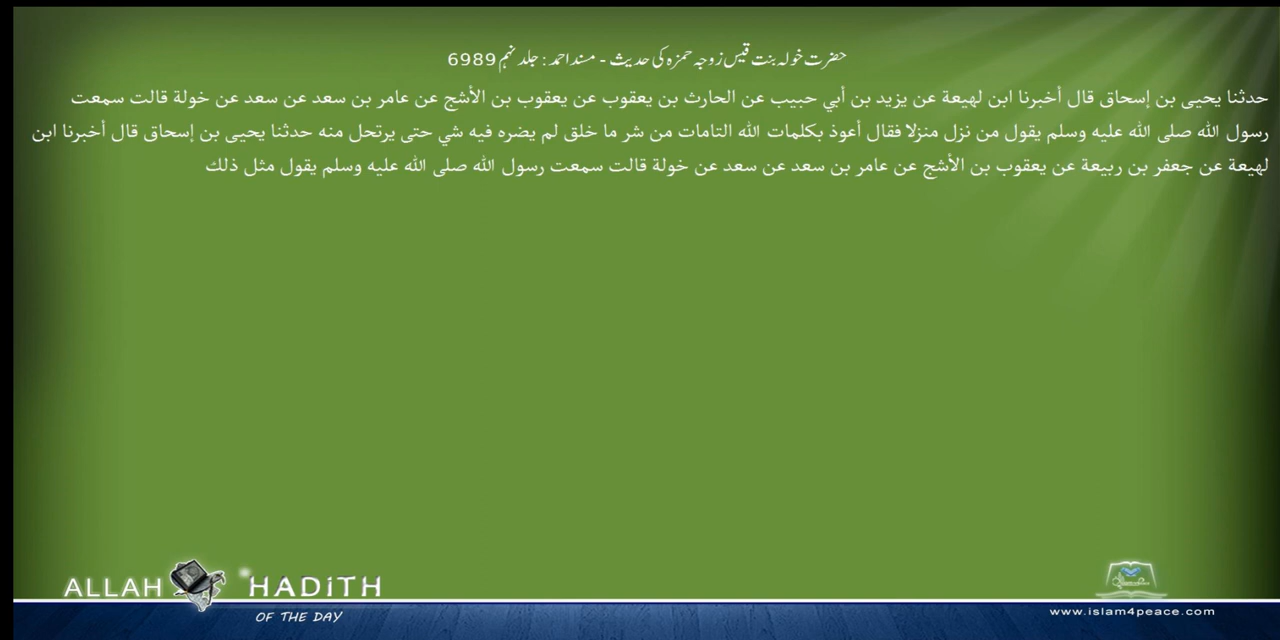 حضرت خولہ بنت قیس زوجہ حمزہ کی حدیث - مسند احمد: جلد نہم 6989
حدثنا يحيى بن إسحاق قال أخبرنا ابن لهيعة عن يزيد بن أبي حبيب عن الحارث بن يعقوب عن يعقوب بن الأشج عن عامر بن سعد عن سعد عن خولة قالت سمعت
رسول الله صلى الله عليه وسلم يقول من نزل منزلا فقال أعوذ بكلمات الله التامات من شر ما خلق لم يضره فيه شي حتى يرتحل منه حدثنا يحيى بن إسحاق قال أخبرنا ابن
لهيعة عن جعفر بن ربيعة عن يعقوب بن الأشج عن عامر بن سعد عن سعد عن خولة قالت سمعت رسول الله صلى الله عليه وسلم يقول مثل ذلك
ALLAH HADITH
OF THE DAY
www.islam4peace.com